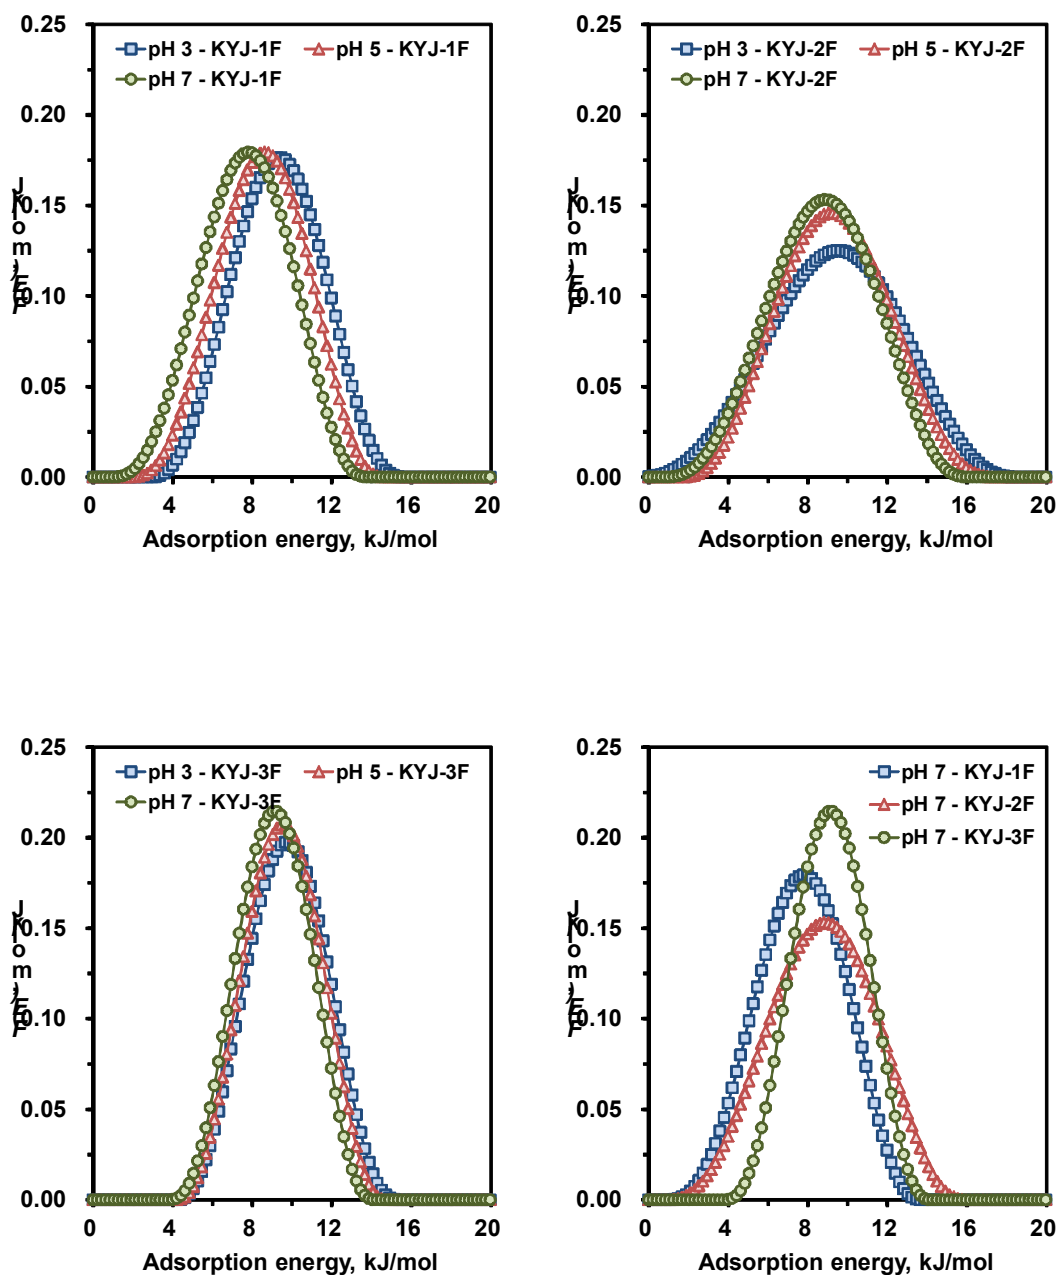 0.25
0.20
0.15
0.10
0.05
0.00
pH 3 - KYJ-1F pH 5 - KYJ-1F
pH 7 - KYJ-1F
0 4 8 12 16 20
Adsorption energy, kJ/mol
0.25
0.20
0.15
0.10
0.05
0.00
pH 3 - KYJ-2F pH 5 - KYJ-2F
pH 7 - KYJ-2F
0 4 8 12 16 20
Adsorption energy, kJ/mol
0.25
0.20
0.15
0.10
0.05
0.00
pH 3 - KYJ-3F pH 5 - KYJ-3F
pH 7 - KYJ-3F
0 4 8 12 16 20
Adsorption energy, kJ/mol
0.25
0.20
0.15
0.10
0.05
0.00
pH 7 - KYJ-1F
pH 7 - KYJ-2F
pH 7 - KYJ-3F
0 4 8 12 16 20
Adsorption energy, kJ/mol